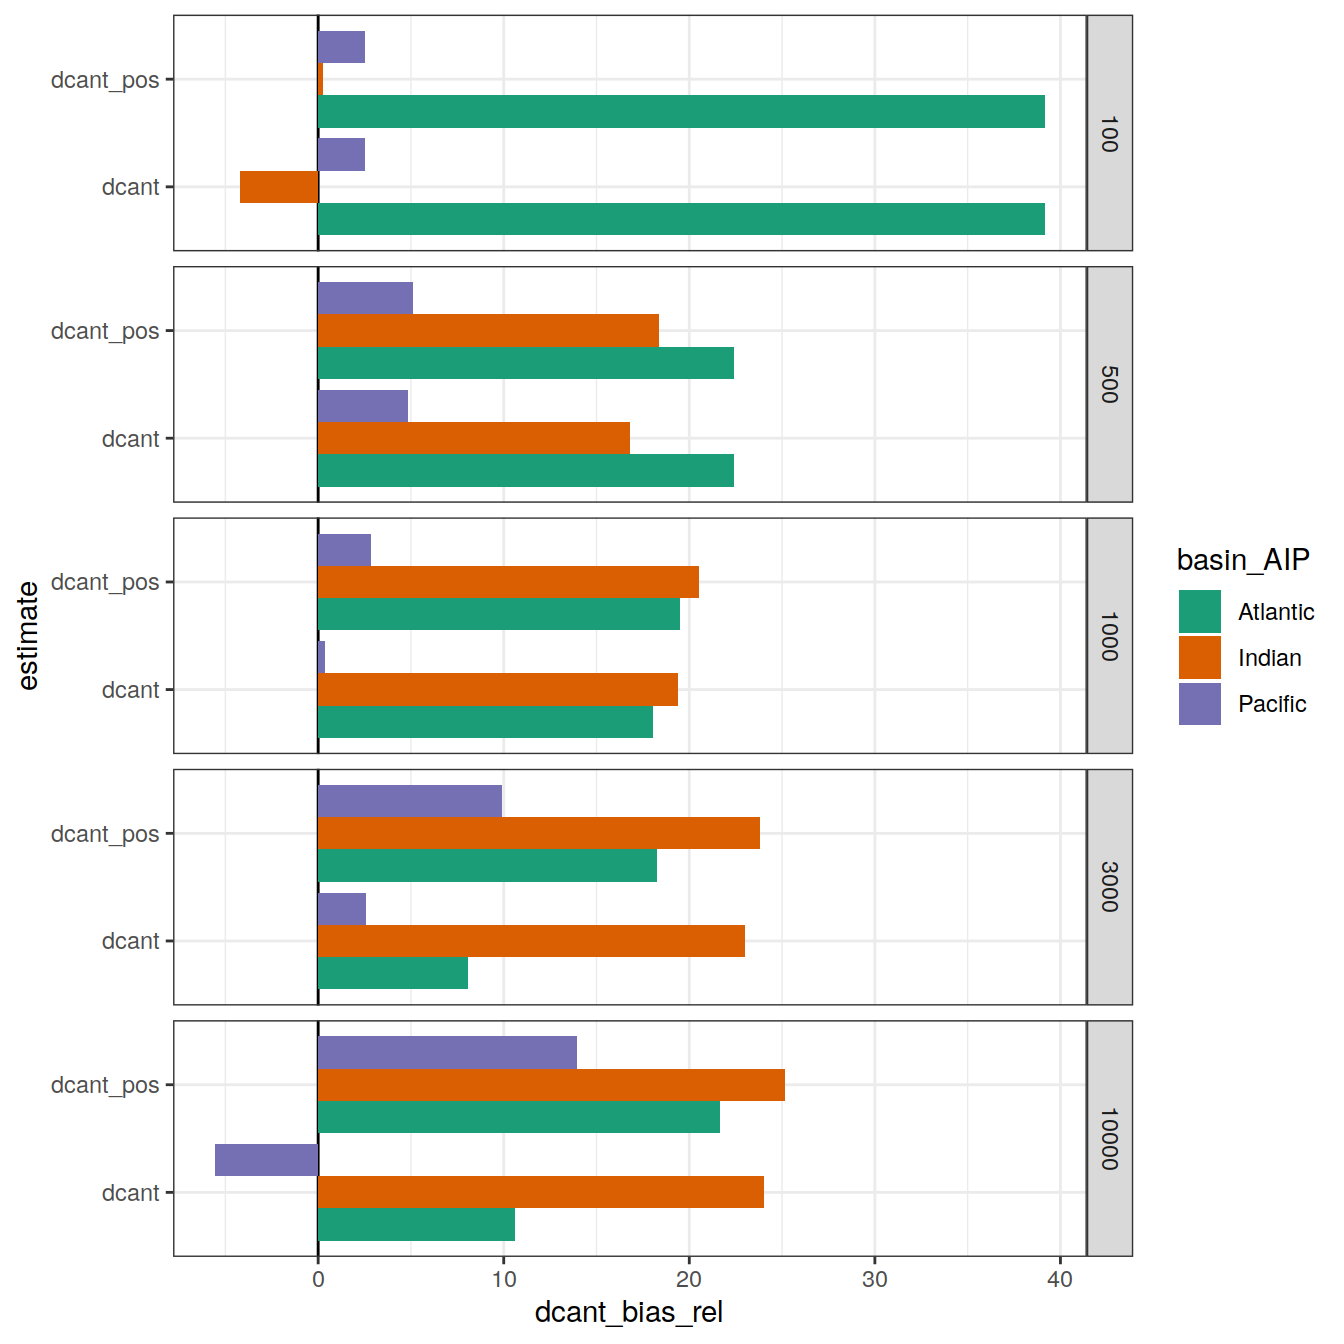 dcant_pos
dcant
100
dcant_pos
dcant
500
dcant_pos
dcant
1000
dcant_pos
dcant
3000
dcant_pos
dcant
10000
0 10 20 30 40
dcant_bias_rel
estimate
basin_AIP
Atlantic
Indian
Pacific